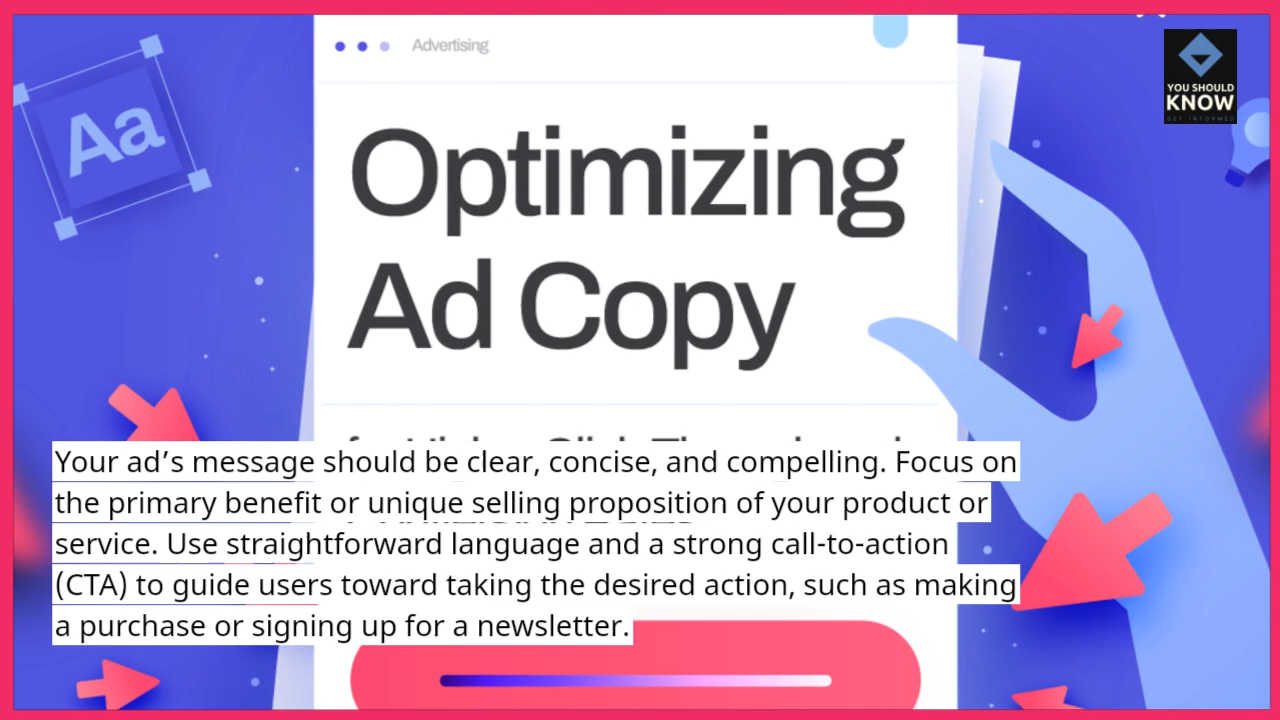 Advertising
Aa
YOU SHOULD
KNOW
GET INFORMED
Optimizing
Ad Copy
Your ad’s message should be clear, concise, and compelling. Focus on
the primary benefit or unique selling proposition of your product or
service. Use straightforward language and a strong call-to-action
(CTA) to guide users toward taking the desired action, such as making
a purchase or signing up for a newsletter.